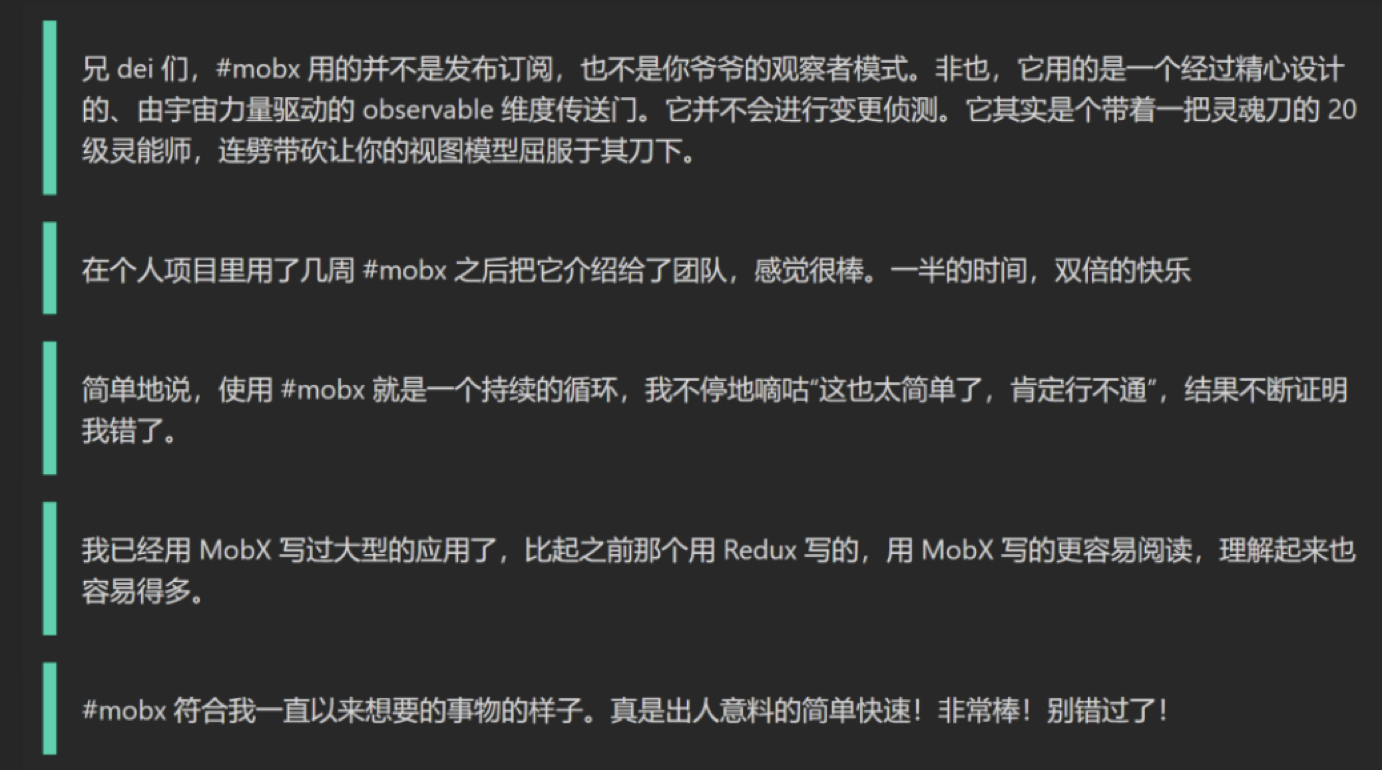 兄 dei 们，#mobx 用的并不是发布订阅，也不是你爷爷的观察者模式。非也，它用的是一个经过精心设计
的、由宇宙力量驱动的 observable 维度传送门。它并不会进行变更侦测。它其实是个带着一把灵魂刀的 20
级灵能师，连劈带砍让你的视图模型屈服于其刀下。
在个人项目里用了几周 #mobx 之后把它介绍给了团队，感觉很棒。一半的时间，双倍的快乐
简单地说，使用 #mobx 就是一个持续的循环，我不停地嘀咕“这也太简单了，肯定行不通”，结果不断证明
我错了。
我已经用 MobX 写过大型的应用了，比起之前那个用 Redux 写的，用 MobX 写的更容易阅读，理解起来也
容易得多。
#mobx 符合我一直以来想要的事物的样子。真是出人意料的简单快速！非常棒！别错过了！